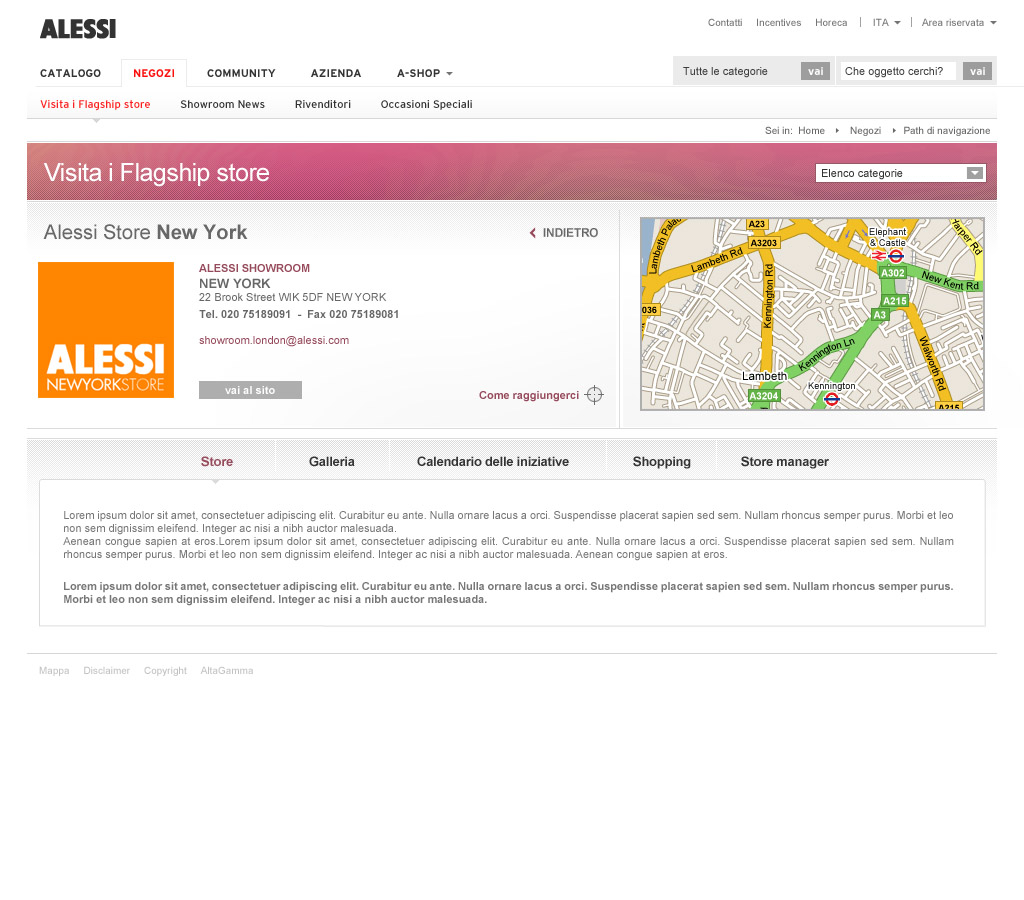 ALESSI
Contatti Incentives Horeca | ITA | Area riservata
CATALOGO NEGOZI COMMUNITY AZIENDA A-SHOP
Tutte le categorie vai Che oggetto cerchi? vai
Visita i Flagship store Showroom News Rivenditori Occasioni Speciali
Sei in: Home Negozi Path di navigazione
Visita i Flagship store
Elenco categorie
Alessi Store New York
INDIETRO
ALESSI
NEWYORKSTORE
ALESSI SHOWROOM
NEW YORK
22 Brook Street WIK 5DF NEW YORK
Tel. 020 75189091 - Fax 020 75189081
showroom.london@alessi.com
vai al sito
Come raggiungerci
Lambeth Palac
A23
A3203
Lambeth Rd
Kennington Rd
Elephant
& Castle
Harper Rd
A302
New Kent Rd
A215
A3
036
Kennington Ln
Walworth Rd
Lambeth
Kennington
A3204
A215
Store Galleria Calendario delle iniziative Shopping Store manager
Lorem ipsum dolor sit amet, consectetuer adipiscing elit. Curabitur eu ante. Nulla ornare lacus a orci. Suspendisse placerat sapien sed sem. Nullam rhoncus semper purus. Morbi et leo
non sem dignissim eleifend. Integer ac nisi a nibh auctor malesuada.
Aenean congue sapien at eros.Lorem ipsum dolor sit amet, consectetuer adipiscing elit. Curabitur eu ante. Nulla ornare lacus a orci. Suspendisse placerat sapien sed sem. Nullam
rhoncus semper purus. Morbi et leo non sem dignissim eleifend. Integer ac nisi a nibh auctor malesuada. Aenean congue sapien at eros.
Lorem ipsum dolor sit amet, consectetuer adipiscing elit. Curabitur eu ante. Nulla ornare lacus a orci. Suspendisse placerat sapien sed sem. Nullam rhoncus semper purus.
Morbi et leo non sem dignissim eleifend. Integer ac nisi a nibh auctor malesuada.
Mappa Disclaimer Copyright AltaGamma